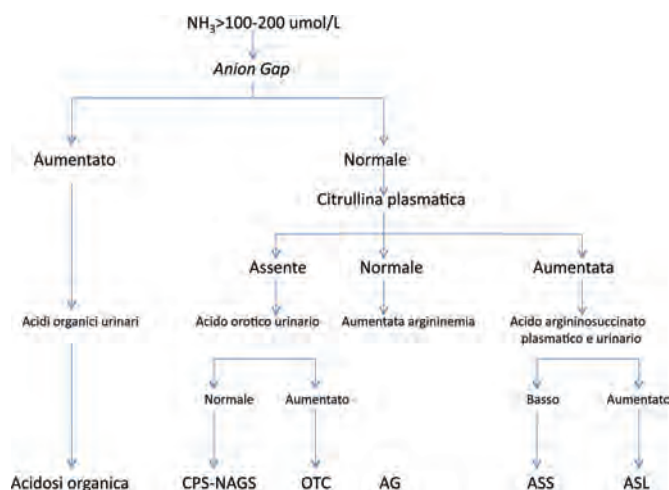 NH₃>100-200 umol/L
Anion Gap
Aumentato Normale
Citrullina plasmatica
Assente Normale Aumentata
Acidi organici urinari Acido orotico urinario Aumentata argininemia Acido argininosuccinato
plasmatico e urinario
Normale Aumentato Basso Aumentato
Acidosi organica CPS-NAGS OTC AG ASS ASL